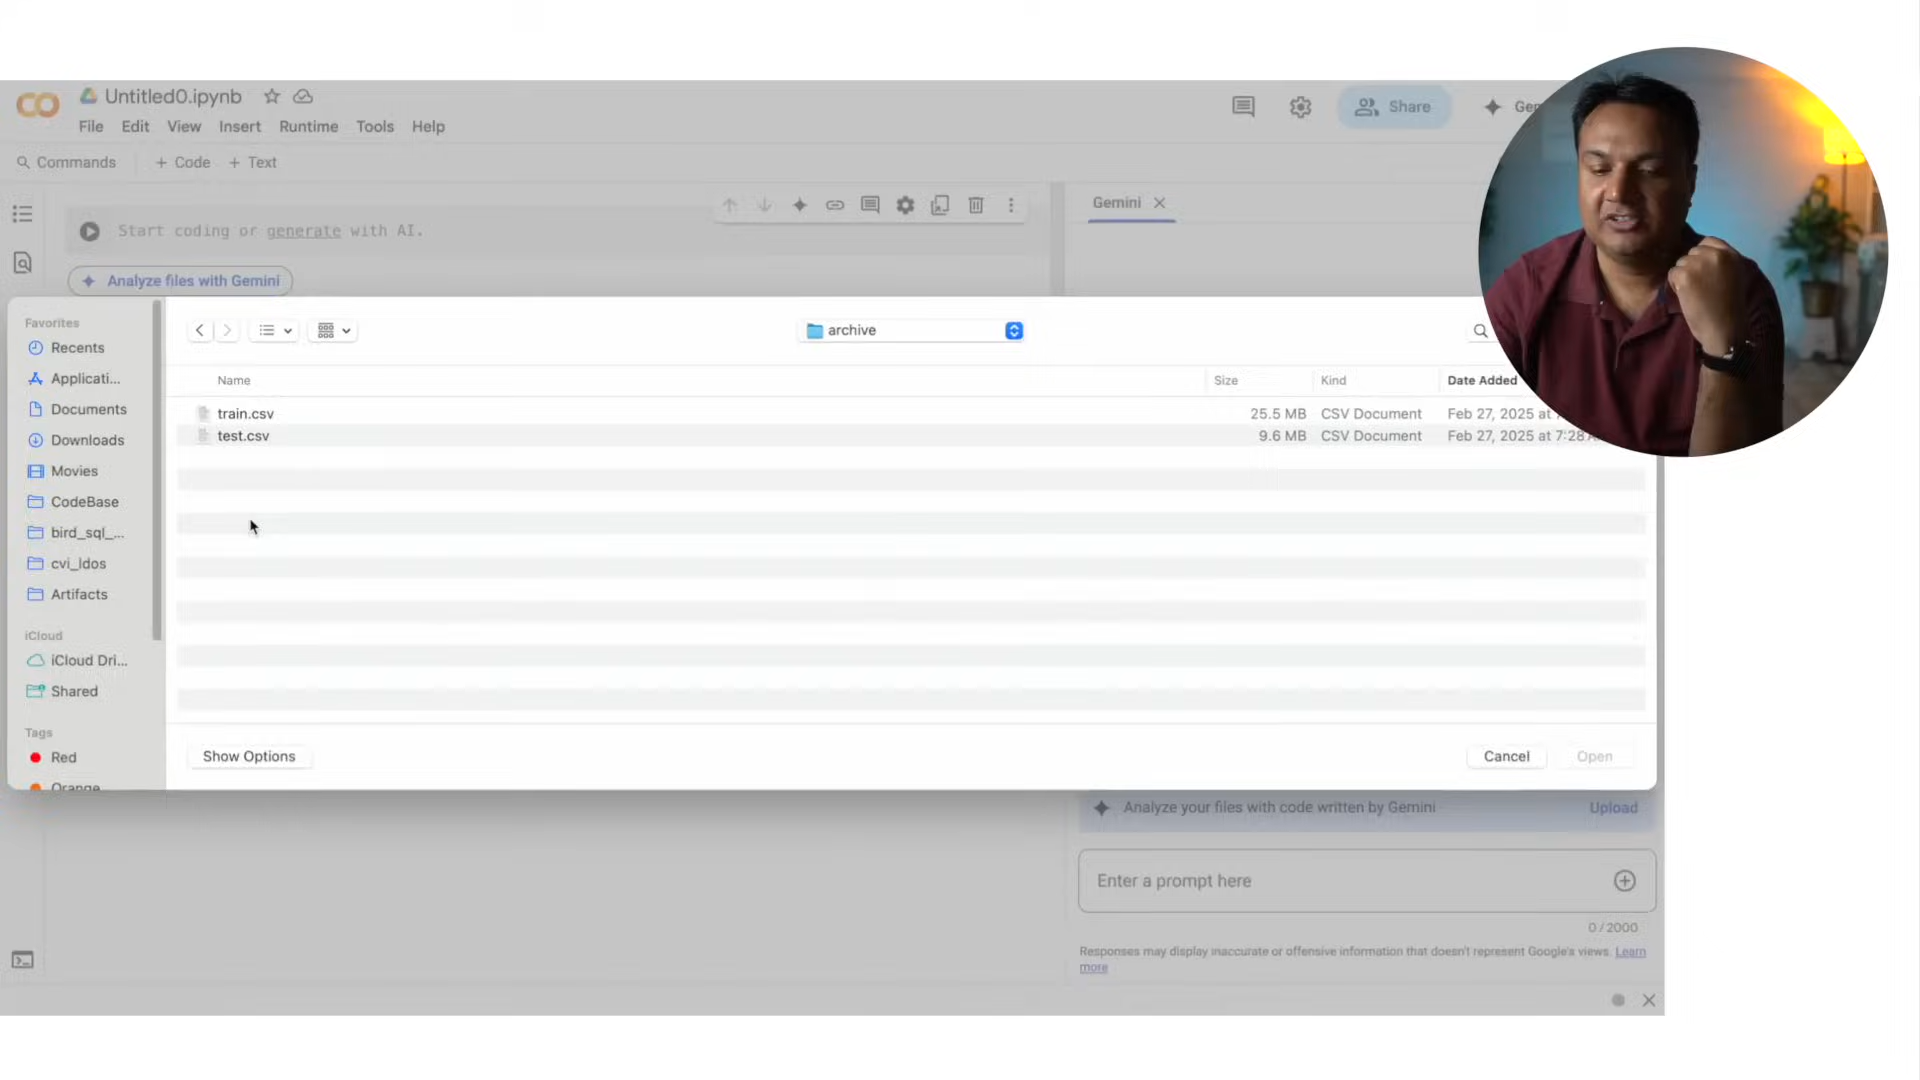 CO
Untitled0.ipynb
File Edit View Insert Runtime Tools Help
Share
Commands + Code + Text
Gemini
Start coding or generate with AI.
Analyze files with Gemini
Favorites
Recents
Applicati...
Documents
Downloads
Movies
CodeBase
bird_sql_...
cvi_ldos
Artifacts
iCloud
iCloud Dri...
Shared
Tags
Red
Orange
archive
Name Size Kind Date Added
train.csv 25.5 MB CSV Document Feb 27, 2025 at
test.csv 9.6 MB CSV Document Feb 27, 2025 at 7:28
Show Options
Cancel Open
Analyze your files with code written by Gemini Upload
Enter a prompt here
0 / 2000
Responses may display inaccurate or offensive information that doesn't represent Google's views. Learn
more